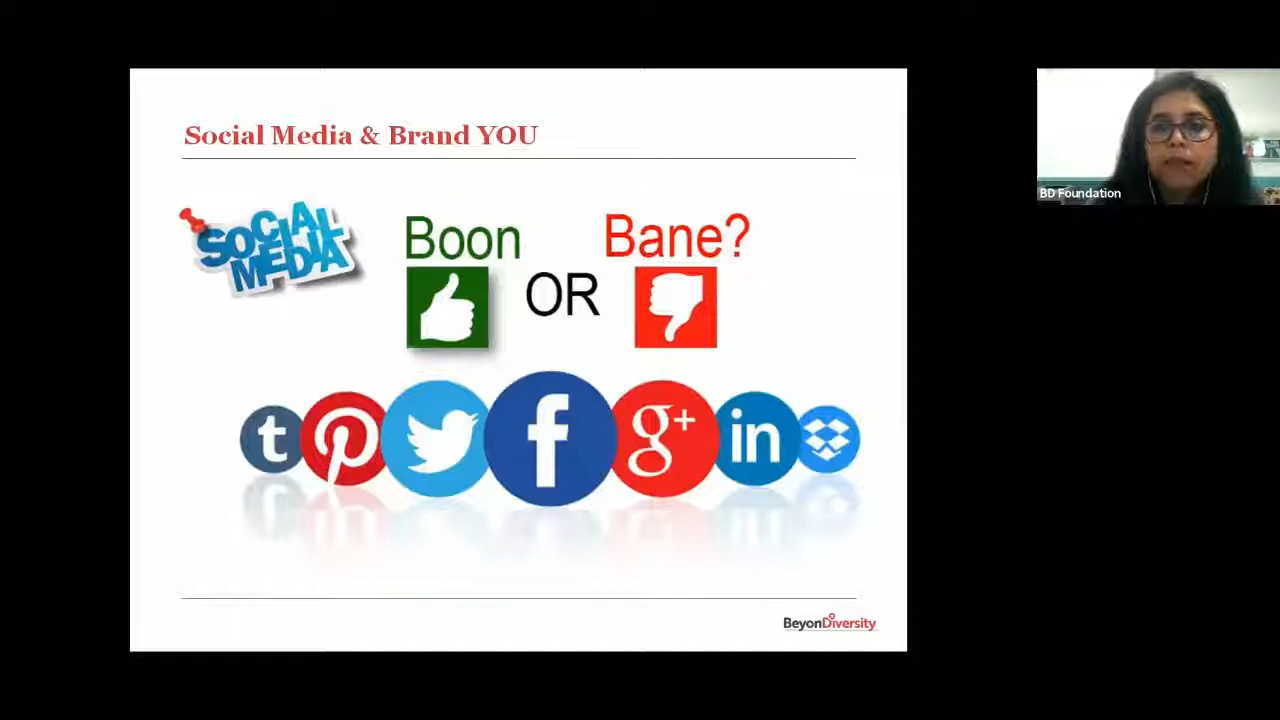 Social Media & Brand YOU
SOCIAL
MEDIA
Boon
OR
Bane?
t
f
g+
in
BeyonDiversity
BD Foundation